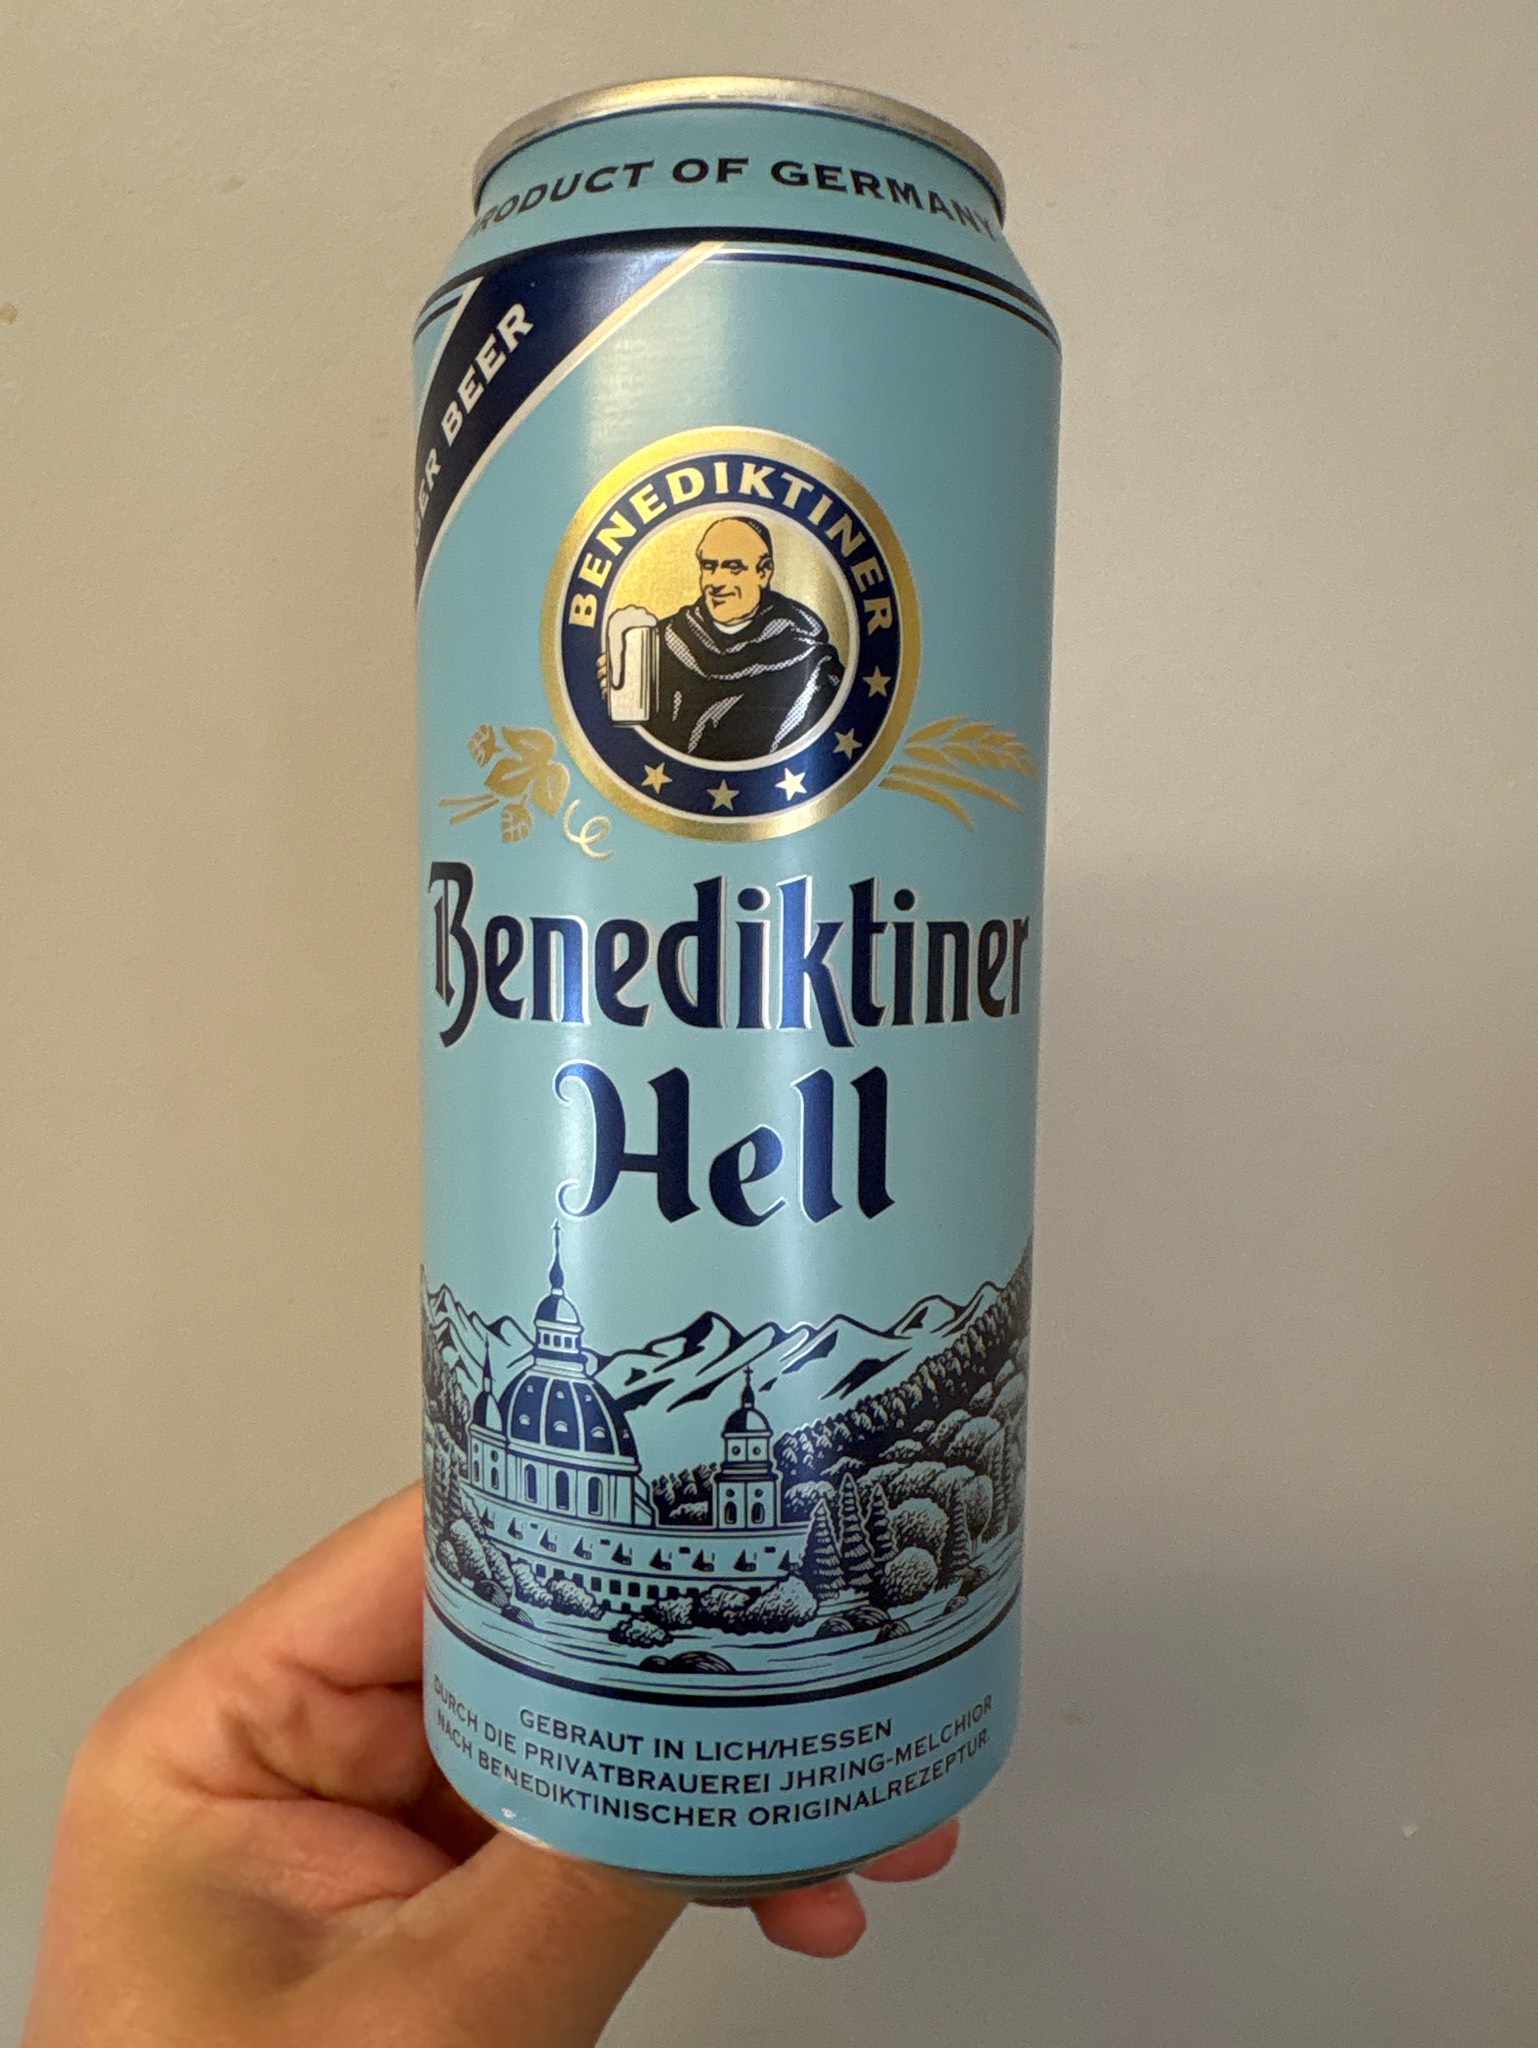 PRODUCT OF GERMANY
BEER
BENEDIKTINER
Benediktiner
Hell
GEBRAUT IN LICH/HESSEN
DURCH DIE PRIVATBRAUEREI JHRING-MELCHIOR
NACH BENEDIKTINISCHER ORIGINALREZEPTUR.